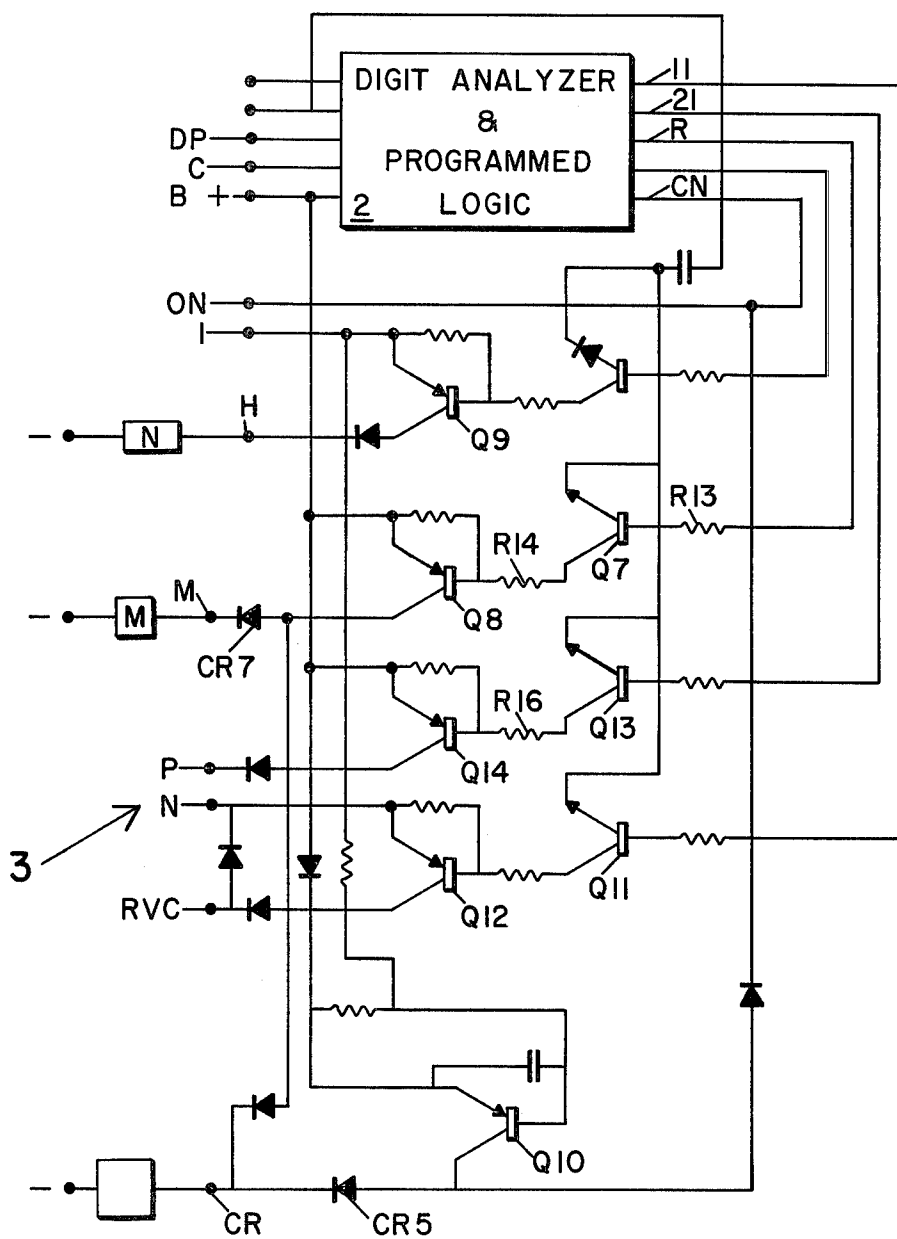 DIGIT ANALYZER
&
PROGRAMMED
LOGIC
2
11
21
R
CN
DP
C
B +
ON
I
H
N
Q9
R13
R14
Q7
M
M
Q8
CR7
R16
Q13
Q14
P
N
3
Q11
Q12
RVC
Q10
CR
CR5